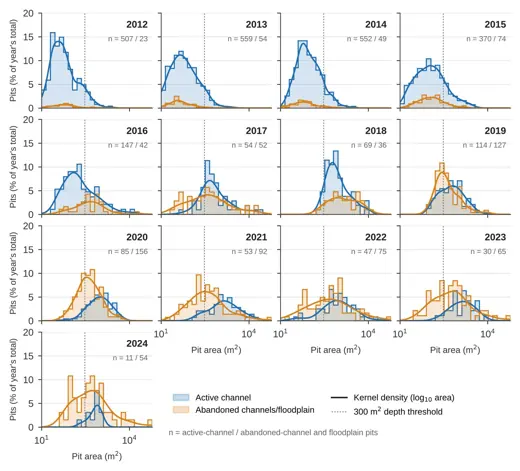 20
2012
2013
2014
2015
n = 507 / 23
n = 559 / 54
n = 552 / 49
n = 370 / 74
15
10
5
0
Pits (% of year's total)
20
2016
2017
2018
2019
n = 147 / 42
n = 54 / 52
n = 69 / 36
n = 114 / 127
15
10
5
0
Pits (% of year's total)
20
2020
2021
2022
2023
n = 85 / 156
n = 53 / 92
n = 47 / 75
n = 30 / 65
15
10
5
0
Pits (% of year's total)
10¹ 10⁴ 10¹ 10⁴ 10¹ 10⁴
Pit area (m²)
Pit area (m²)
Pit area (m²)
20
2024
n = 11 / 54
15
10
5
0
Pits (% of year's total)
10¹ 10⁴
Pit area (m²)
Active channel
Abandoned channels/floodplain
Kernel density (log₁₀ area)
300 m² depth threshold
n = active-channel / abandoned-channel and floodplain pits